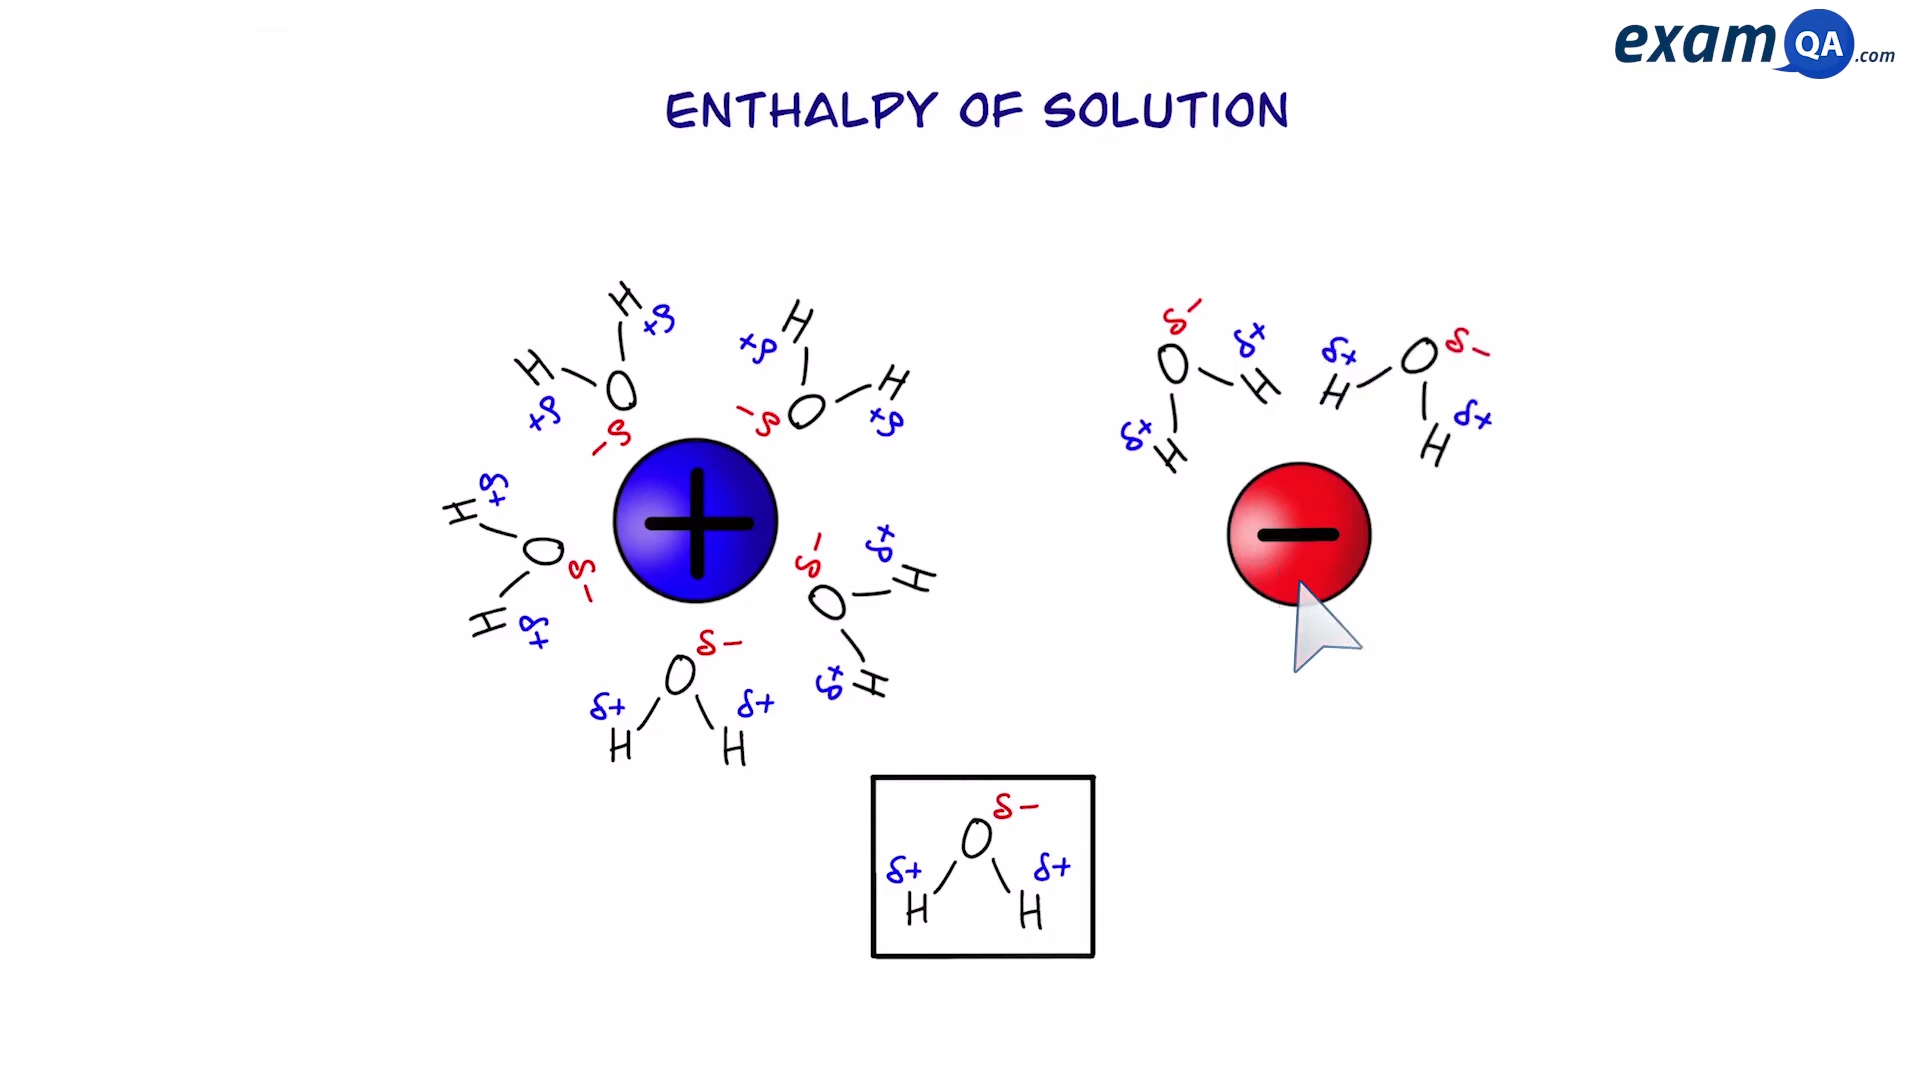 examQA.com
ENTHALPY OF SOLUTION
H δ+
H δ+
O δ-
H δ+
H δ+
O δ-
δ-
O
H δ+
H δ+
δ-
O
δ+ H
H δ+
H δ+
O δ-
H δ+
+
δ-
O
H δ+
H δ+
δ-
O
δ+ δ+
H H
-
δ-
O
δ+ δ+
H H